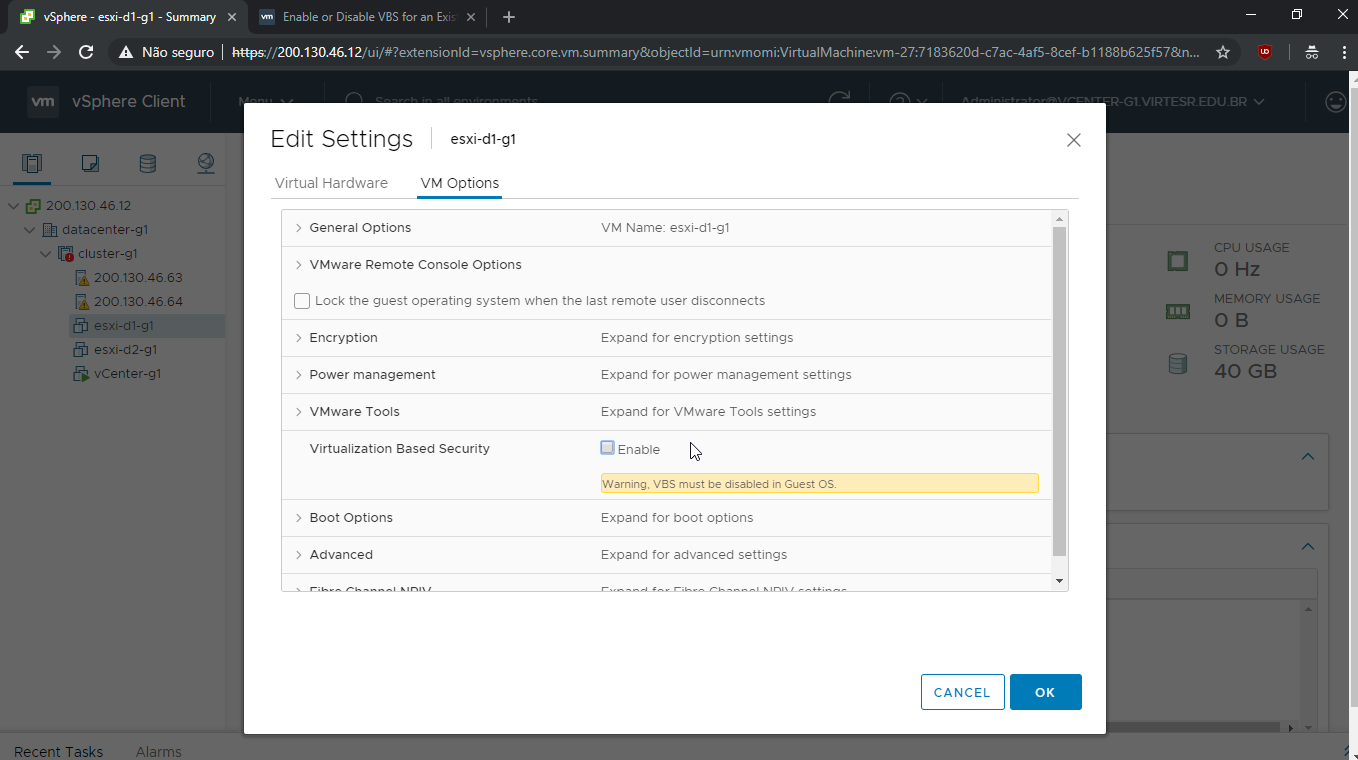 vSphere - esxi-d1-g1 - Summary
vm Enable or Disable VBS for an Exis
Não seguro https://200.130.46.12/ui/#?extensionId=vsphere.core.vm.summary&objectId=urn:vmomi:VirtualMachine:vm-27:7183620d-c7ac-4af5-8cef-b1188b625f57&n...
vm vSphere Client Menu Search in all environments Administrator@VCENTER-G1.VIRTESR.EDU.BR
Edit Settings esxi-d1-g1
Virtual Hardware VM Options
200.130.46.12
datacenter-g1
cluster-g1
200.130.46.63
200.130.46.64
esxi-d1-g1
esxi-d2-g1
vCenter-g1
General Options VM Name: esxi-d1-g1
VMware Remote Console Options
Lock the guest operating system when the last remote user disconnects
Encryption Expand for encryption settings
Power management Expand for power management settings
VMware Tools Expand for VMware Tools settings
Virtualization Based Security Enable
Warning, VBS must be disabled in Guest OS.
Boot Options Expand for boot options
Advanced Expand for advanced settings
Fibre Channel NPIV Expand for Fibre Channel NPIV settings
CPU USAGE
0 Hz
MEMORY USAGE
0 B
STORAGE USAGE
40 GB
CANCEL OK
Recent Tasks Alarms